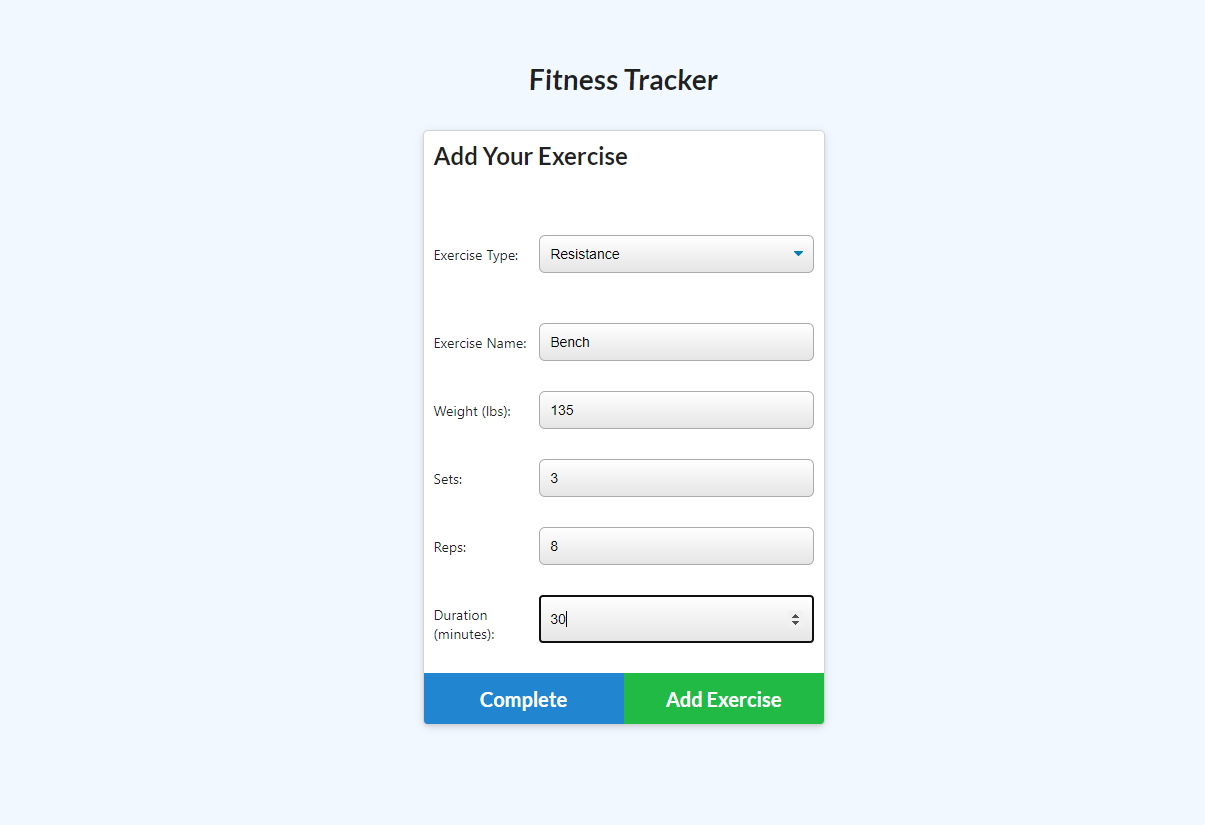 Fitness Tracker
Add Your Exercise
Exercise Type: Resistance
Exercise Name: Bench
Weight (lbs): 135
Sets: 3
Reps: 8
Duration
(minutes): 30
Complete Add Exercise